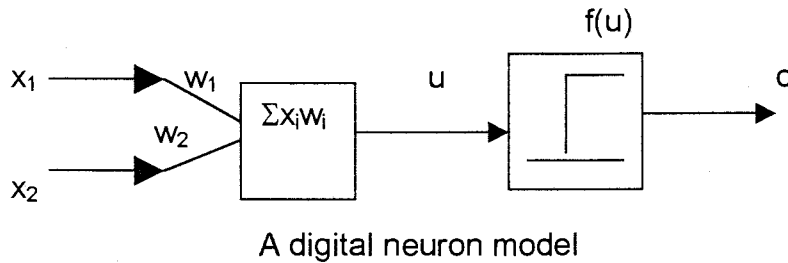 f(u)
x₁ w₁ u
Σxᵢwᵢ
w₂
x₂
A digital neuron model